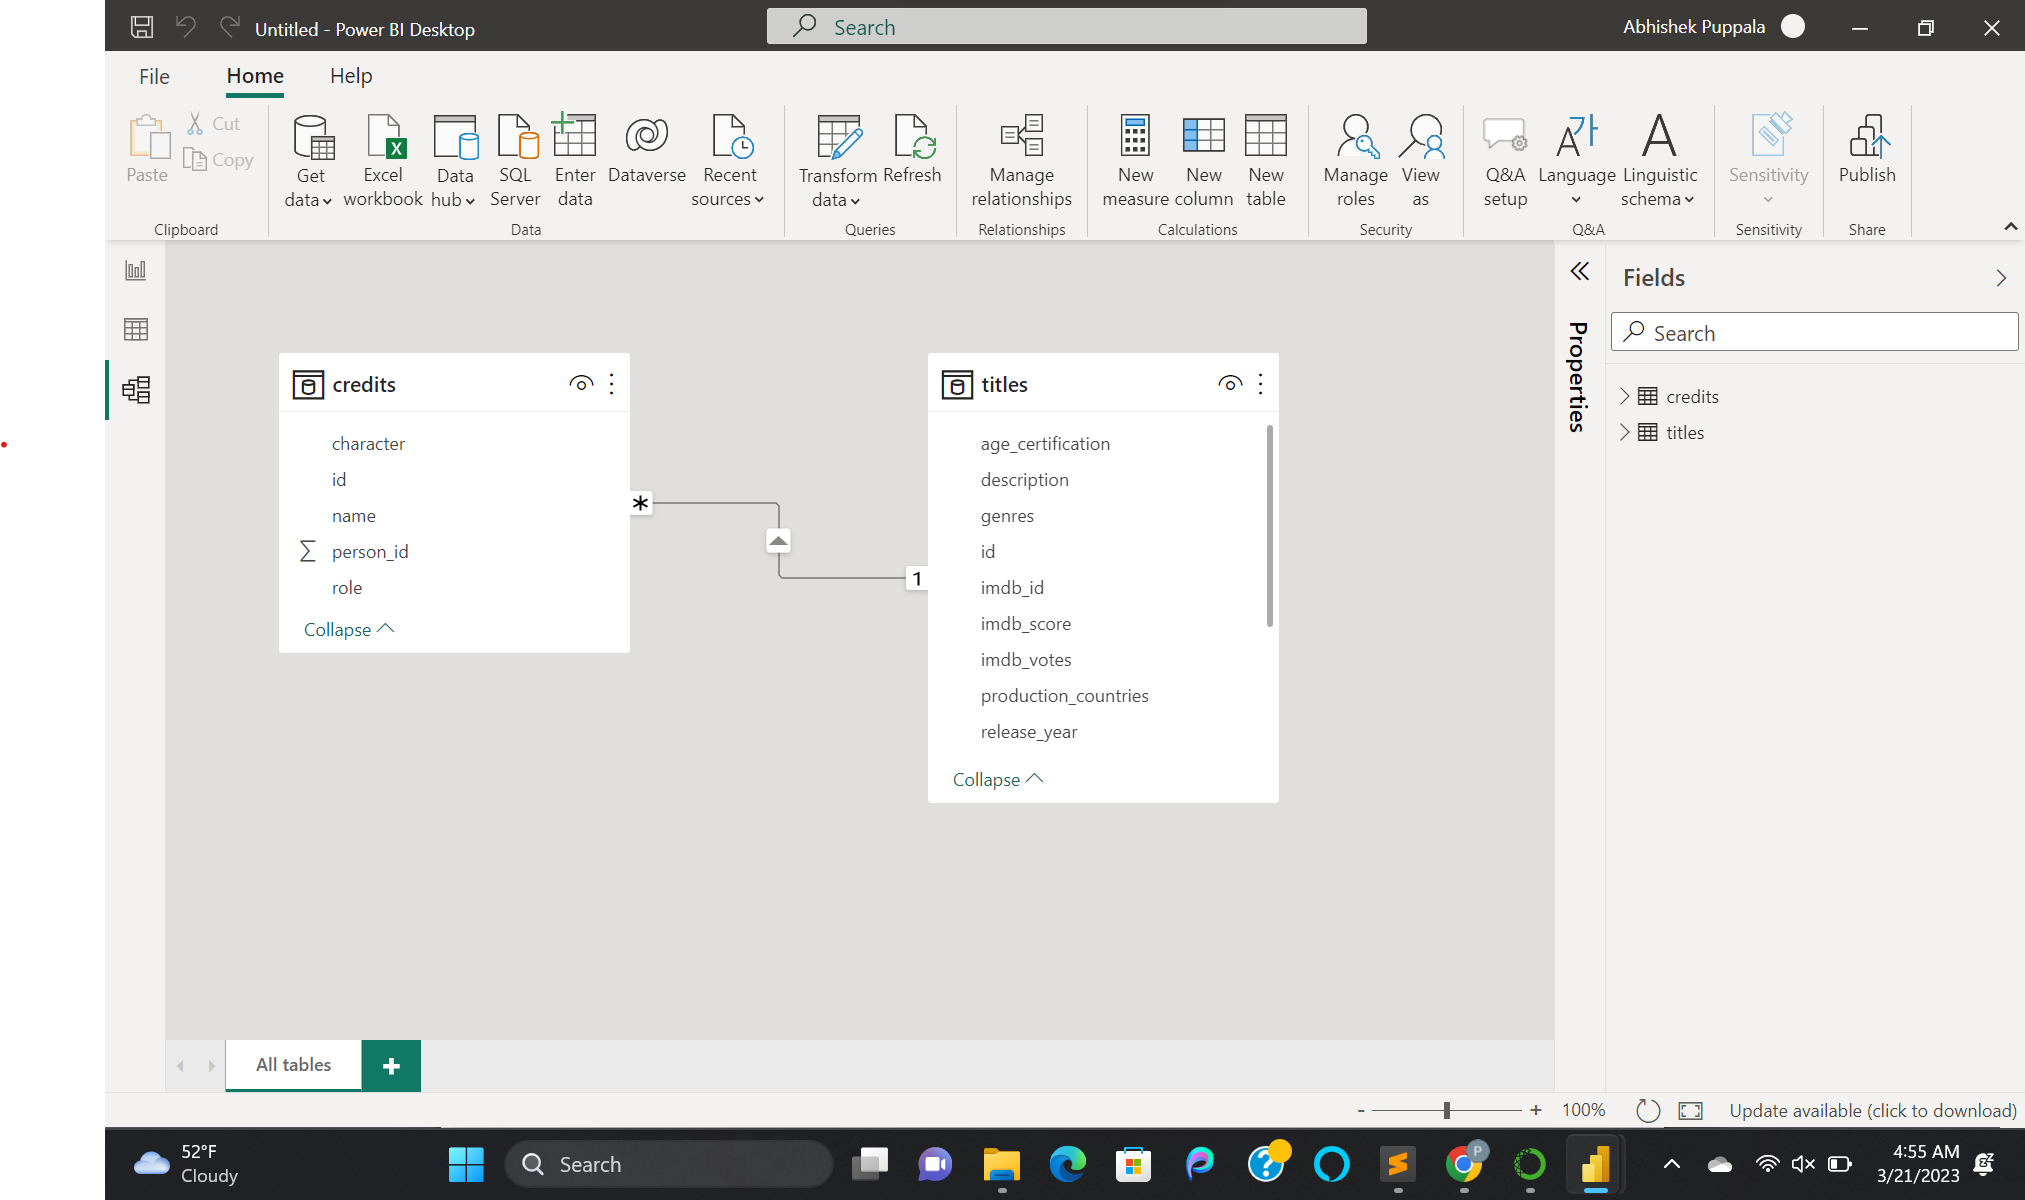 Untitled - Power BI Desktop
Search
Abhishek Puppala
File
Home
Help
Paste
Cut
Copy
Clipboard
Get data
Excel workbook
Data hub
SQL Server
Enter data
Dataverse
Recent sources
Data
Transform data
Refresh
Queries
Manage relationships
Relationships
New measure
New column
New table
Calculations
Manage roles
View as
Security
Q&A setup
Language
Linguistic schema
Q&A
Sensitivity
Sensitivity
Publish
Share
credits
character
id
name
person_id
role
Collapse
*
1
titles
age_certification
description
genres
id
imdb_id
imdb_score
imdb_votes
production_countries
release_year
Collapse
Properties
Fields
Search
credits
titles
All tables
+
- + 100%
Update available (click to download)
52°F
Cloudy
Search
4:55 AM
3/21/2023